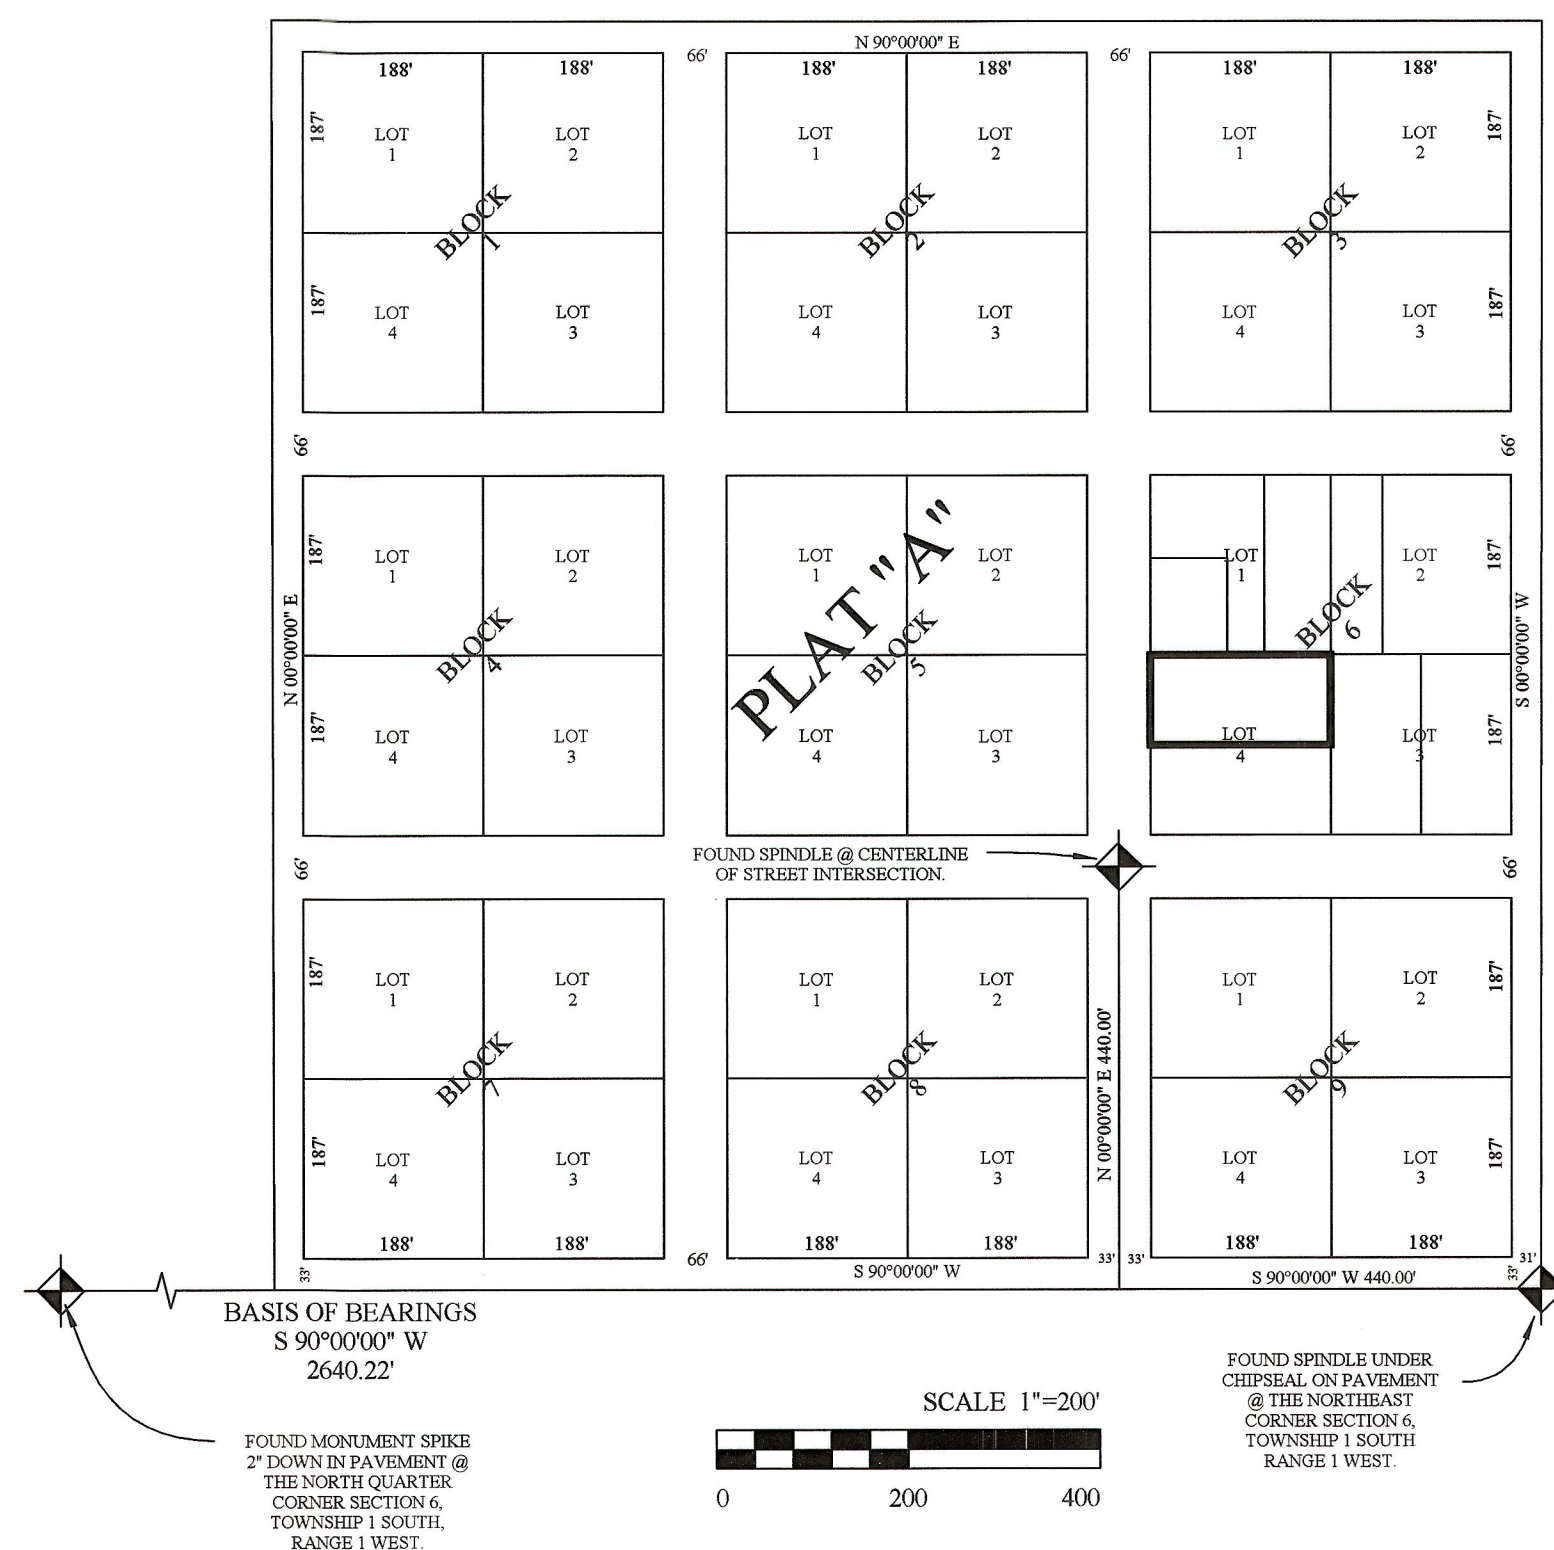 N 90°00'00" E
66'
66'
188'
188'
188'
188'
188'
188'
187'
LOT
1
LOT
2
BLOCK
1
187'
LOT
4
LOT
3
LOT
1
LOT
2
BLOCK
2
LOT
4
LOT
3
LOT
1
LOT
2
187'
BLOCK
3
LOT
4
LOT
3
187'
66'
66'
187'
LOT
1
LOT
2
BLOCK
4
187'
LOT
4
LOT
3
N 00°00'00" E
PLAT "A"
LOT
1
LOT
2
BLOCK
5
LOT
4
LOT
3
LOT
1
LOT
2
187'
BLOCK
6
LOT
4
LOT
3
187'
S 00°00'00" W
FOUND SPINDLE @ CENTERLINE
OF STREET INTERSECTION.
66'
66'
187'
LOT
1
LOT
2
BLOCK
7
187'
LOT
4
LOT
3
188'
188'
LOT
1
LOT
2
BLOCK
8
LOT
4
LOT
3
188'
188'
N 00°00'00" E 440.00'
LOT
1
LOT
2
187'
BLOCK
9
LOT
4
LOT
3
187'
188'
188'
33'
66'
S 90°00'00" W
33'
33'
S 90°00'00" W 440.00'
33'
31'
BASIS OF BEARINGS
S 90°00'00" W
2640.22'
FOUND MONUMENT SPIKE
2" DOWN IN PAVEMENT @
THE NORTH QUARTER
CORNER SECTION 6,
TOWNSHIP 1 SOUTH,
RANGE 1 WEST.
SCALE 1"=200'
0
200
400
FOUND SPINDLE UNDER
CHIPSEAL ON PAVEMENT
@ THE NORTHEAST
CORNER SECTION 6,
TOWNSHIP 1 SOUTH
RANGE 1 WEST.